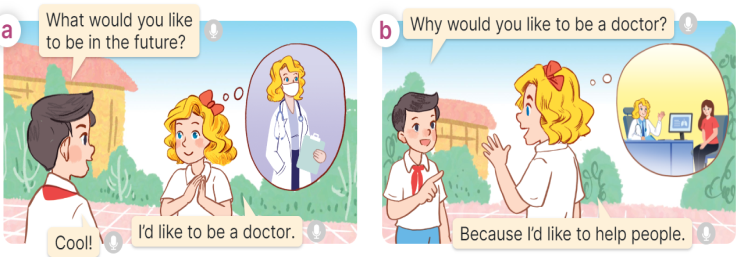 a
What would you like
to be in the future?
I'd like to be a doctor.
Cool!
b
Why would you like to be a doctor?
Because I'd like to help people.